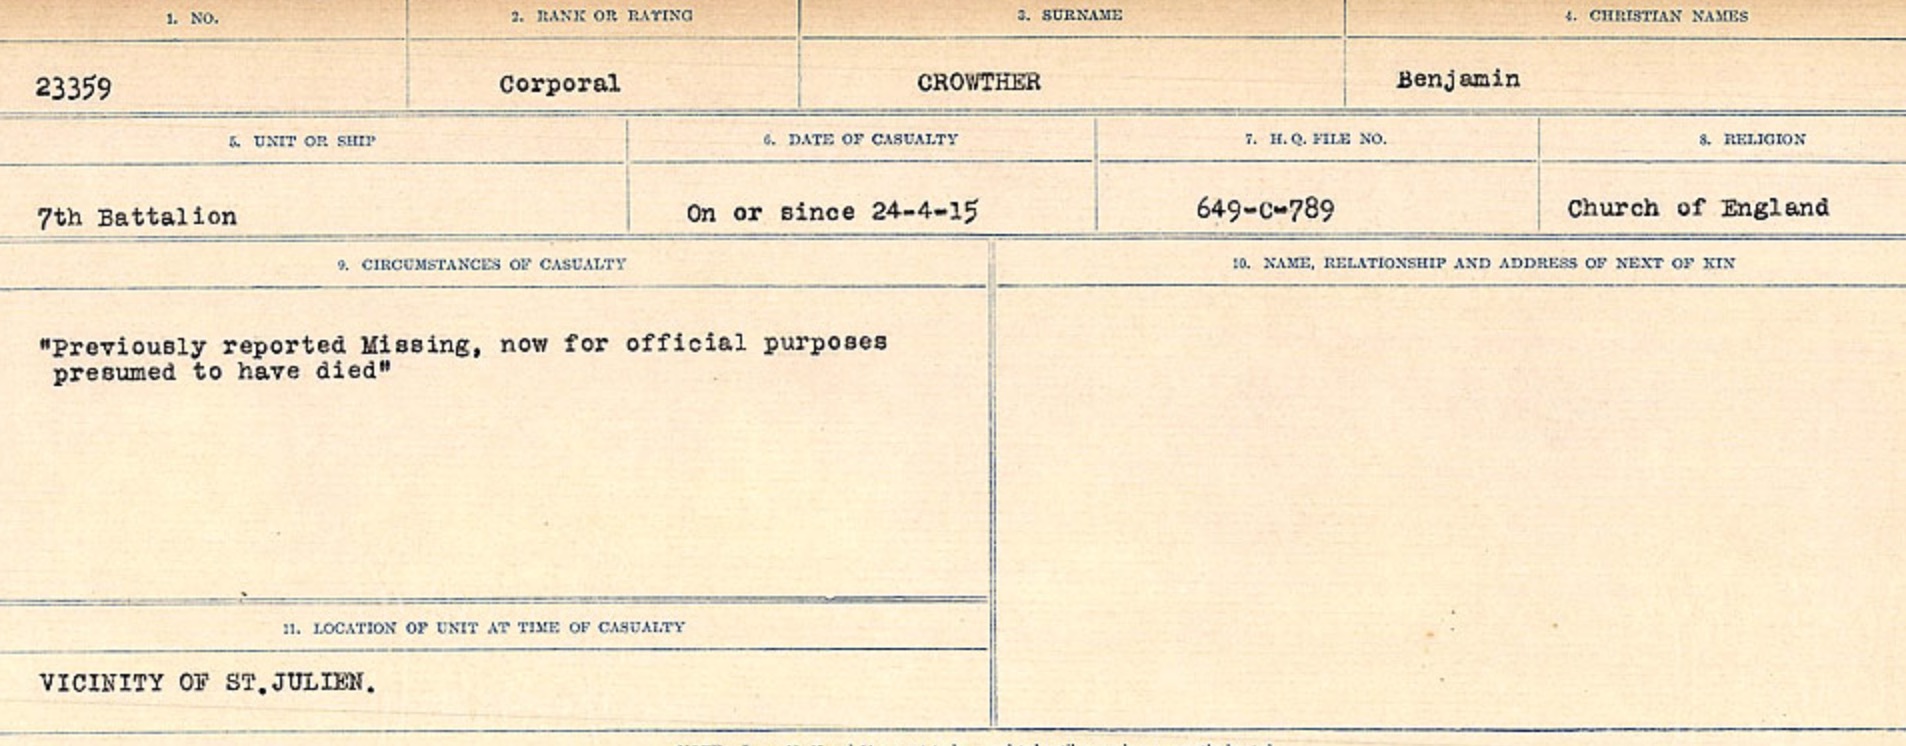 1. NO. 2. RANK OR RATING 3. SURNAME 4. CHRISTIAN NAMES
23359 Corporal CROWTHER Benjamin
5. UNIT OR SHIP 6. DATE OF CASUALTY 7. H.Q. FILE NO. 8. RELIGION
7th Battalion On or since 24-4-15 649-C-789 Church of England
9. CIRCUMSTANCES OF CASUALTY 10. NAME, RELATIONSHIP AND ADDRESS OF NEXT OF KIN
"Previously reported Missing, now for official purposes
presumed to have died"
11. LOCATION OF UNIT AT TIME OF CASUALTY
VICINITY OF ST.JULIEN.